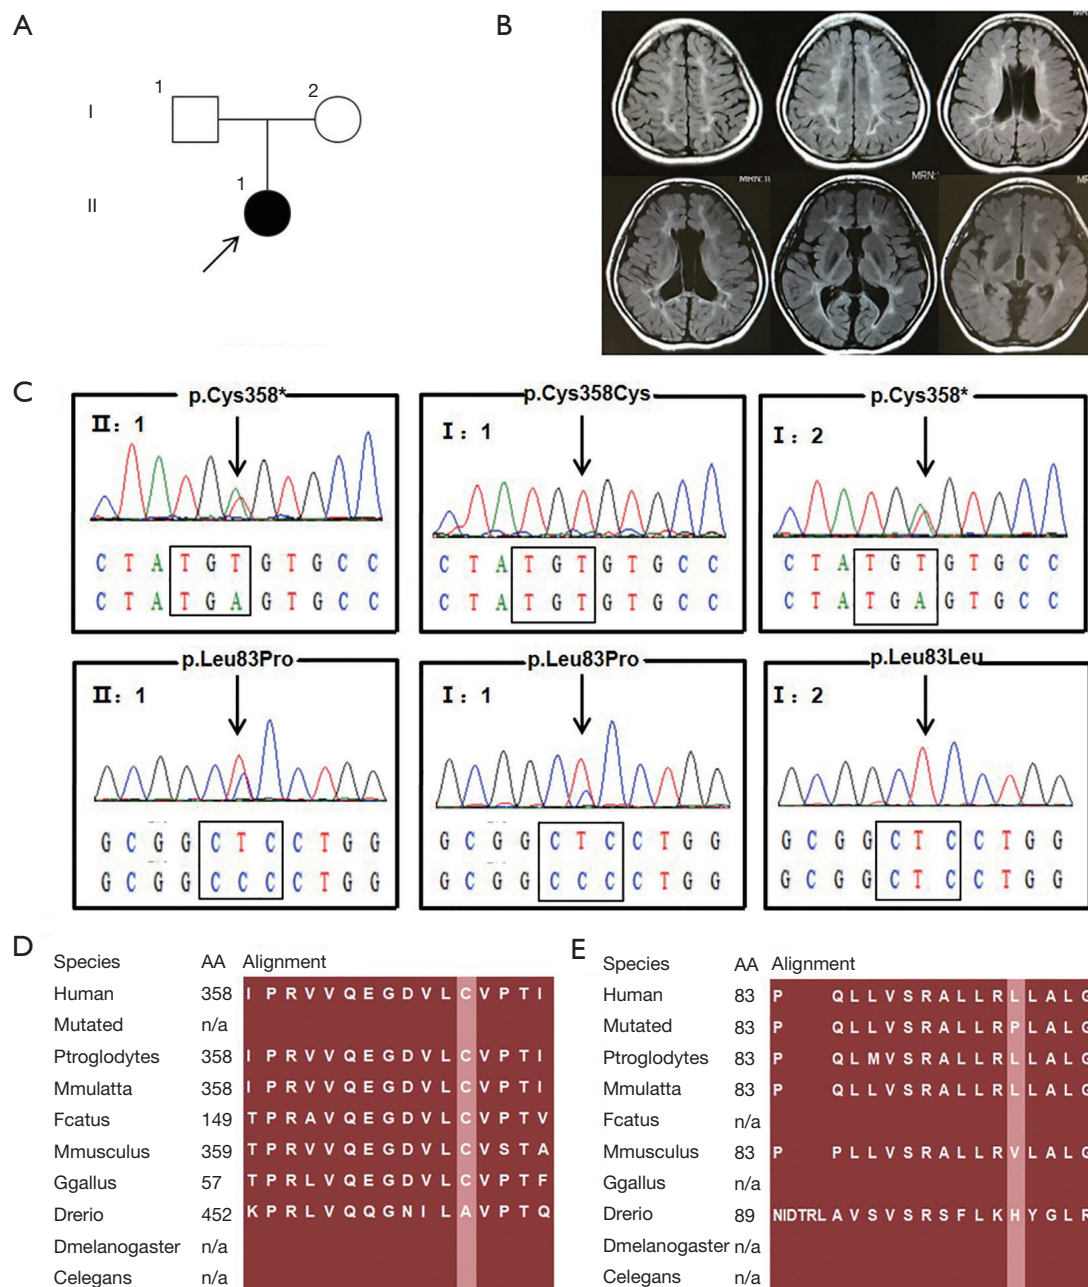 A
B
1
2
I
1
II
MRN:1
MRN:
C
p.Cys358*
II: 1
C T A T G T G T G C C
C T A T G A G T G C C
p.Cys358Cys
I: 1
C T A T G T G T G C C
C T A T G T G T G C C
p.Cys358*
I: 2
C T A T G T G T G C C
C T A T G A G T G C C
p.Leu83Pro
II: 1
G C G G C T C C T G G
G C G G C C C C T G G
p.Leu83Pro
I: 1
G C G G C T C C T G G
G C G G C C C C T G G
p.Leu83Leu
I: 2
G C G G C T C C T G G
G C G G C T C C T G G
D
Species AA Alignment
Human 358 I P R V V Q E G D V L C V P T I
Mutated n/a
Ptroglodytes 358 I P R V V Q E G D V L C V P T I
Mmulatta 358 I P R V V Q E G D V L C V P T I
Fcatus 149 T P R A V Q E G D V L C V P T V
Mmusculus 359 T P R V V Q E G D V L C V S T A
Ggallus 57 T P R L V Q E G D V L C V P T F
Drerio 452 K P R L V Q Q G N I L A V P T Q
Dmelanogaster n/a
Celegans n/a
E
Species AA Alignment
Human 83 P Q L L V S R A L L R L L A L G
Mutated 83 P Q L L V S R A L L R P L A L G
Ptroglodytes 83 P Q L M V S R A L L R L L A L G
Mmulatta 83 P Q L L V S R A L L R L L A L G
Fcatus n/a
Mmusculus 83 P P L L V S R A L L R V L A L G
Ggallus n/a
Drerio 89 NIDTRL A V S V S R S F L K H Y G L R
Dmelanogaster n/a
Celegans n/a